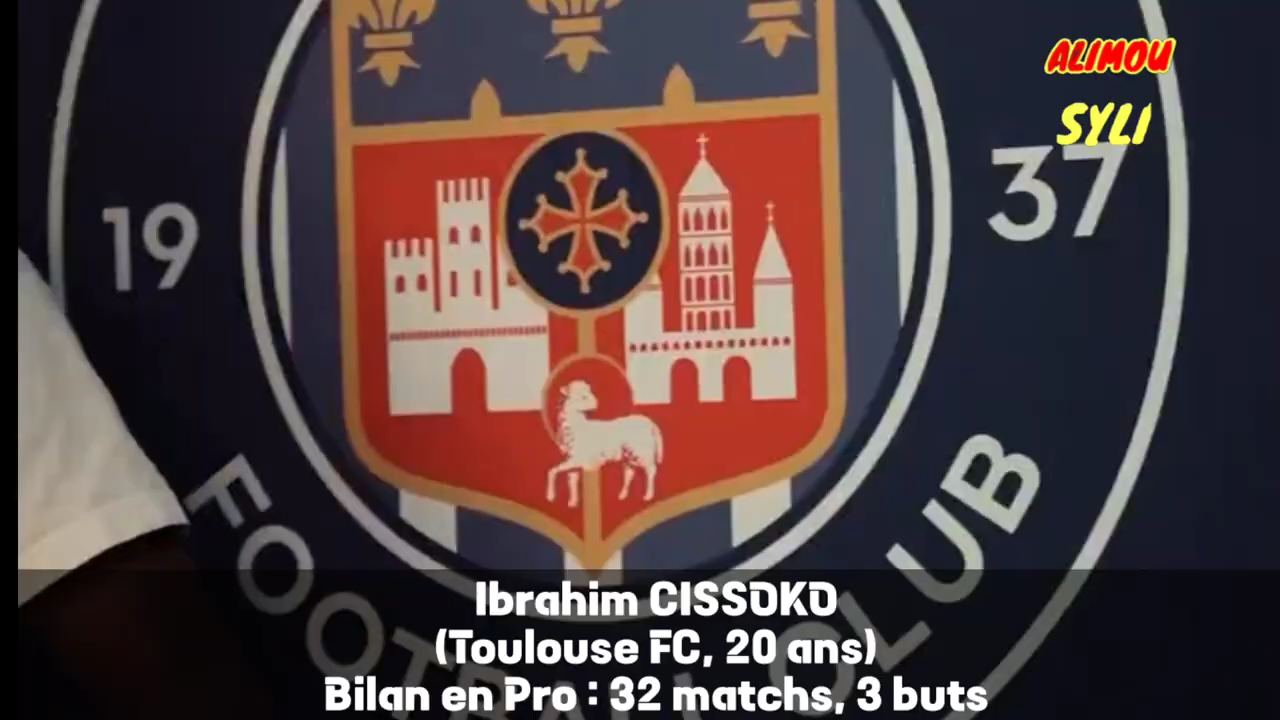 ALIMOU
SYLI
19
37
FOOTBALL CLUB
Ibrahim CISSOKO
(Toulouse FC, 20 ans)
Bilan en Pro : 32 matchs, 3 buts